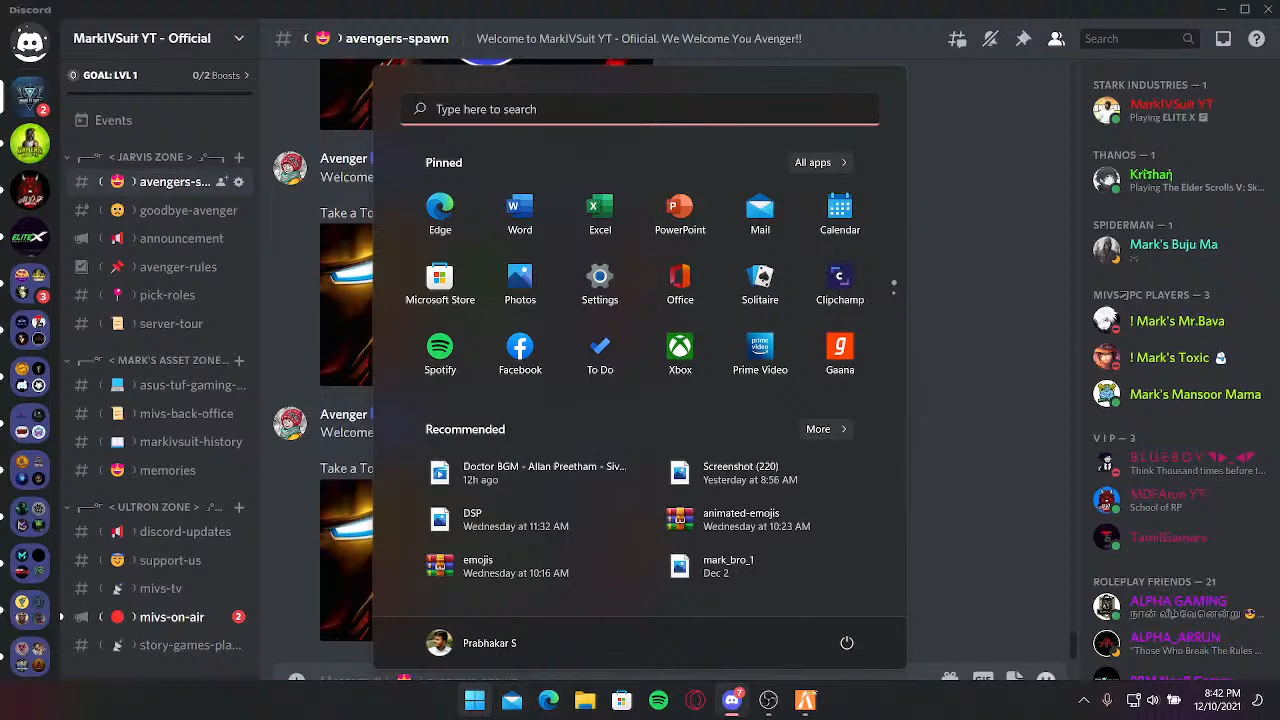 Discord
MarkIVSuit YT - Official
avengers-spawn
Welcome to MarkIVSuit YT - Official. We Welcome You Avenger!!
Search
GOAL: LVL 1
0/2 Boosts
Events
< JARVIS ZONE >
avengers-s...
goodbye-avenger
announcement
avenger-rules
pick-roles
server-tour
< MARK'S ASSET ZONE...
asus-tuf-gaming-...
mivs-back-office
markivsuit-history
memories
< ULTRON ZONE >
discord-updates
support-us
mivs-tv
mivs-on-air
2
story-games-pla...
2
3
Avenger
Welcome
Take a To
Avenger
Welcome
Take a To
Type here to search
Pinned
All apps
Edge
Word
Excel
PowerPoint
Mail
Calendar
Microsoft Store
Photos
Settings
Office
Solitaire
Clipchamp
Spotify
Facebook
To Do
Xbox
prime video
Prime Video
Gaana
Recommended
More
Doctor BGM - Allan Preetham - Siv...
12h ago
Screenshot (220)
Yesterday at 8:56 AM
DSP
Wednesday at 11:32 AM
animated-emojis
Wednesday at 10:23 AM
emojis
Wednesday at 10:16 AM
mark_bro_1
Dec 2
Prabhakar S
STARK INDUSTRIES — 1
MarkIVSuit YT
Playing ELITE X
THANOS — 1
Krishan
Playing The Elder Scrolls V: Sk...
SPIDERMAN — 1
Mark's Buju Ma
:-)
PLAYERS — 3
! Mark's Mr.Bava
! Mark's Toxic
Mark's Mansoor Mama
V I P — 3
B L U E B O Y
Think Thousand times before t...
MDFArun YT
School of RP
TamilGamers
ROLEPLAY FRIENDS — 21
ALPHA GAMING
நான் வீழ்வேனென்று
ALPHA_ARRUN
"Those Who Break The Rules ...
GIF
7
8:42 PM
12/10/2021